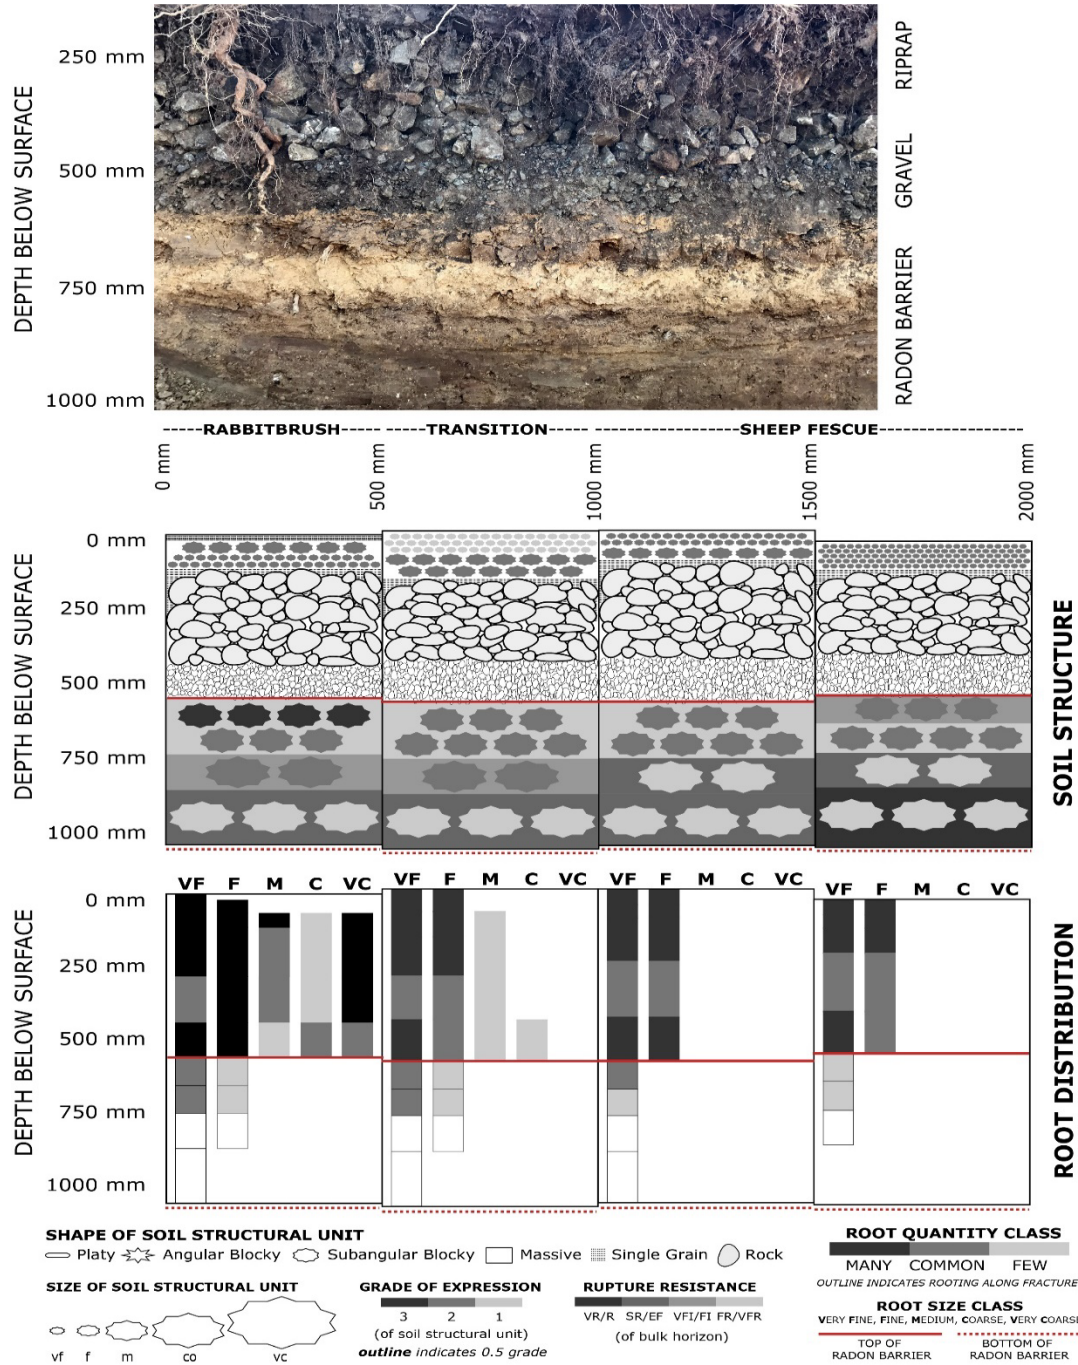 DEPTH BELOW SURFACE
250 mm
500 mm
750 mm
1000 mm
RIPRAP
GRAVEL
RADON BARRIER
-----RABBITBRUSH-----
-----TRANSITION-----
-----SHEEP FESCUE-----
0 mm
500 mm
1000 mm
1500 mm
2000 mm
DEPTH BELOW SURFACE
0 mm
250 mm
500 mm
750 mm
1000 mm
SOIL STRUCTURE
VF F M C VC
VF F M C VC
VF F M C VC
VF F M C VC
DEPTH BELOW SURFACE
0 mm
250 mm
500 mm
750 mm
1000 mm
ROOT DISTRIBUTION
SHAPE OF SOIL STRUCTURAL UNIT
Platy Angular Blocky Subangular Blocky Massive Single Grain Rock
SIZE OF SOIL STRUCTURAL UNIT
vf f m co vc
GRADE OF EXPRESSION
3 2 1
(of soil structural unit)
outline indicates 0.5 grade
RUPTURE RESISTANCE
VR/R SR/EF VFI/FI FR/VFR
(of bulk horizon)
ROOT QUANTITY CLASS
MANY COMMON FEW
OUTLINE INDICATES ROOTING ALONG FRACTURE
ROOT SIZE CLASS
VERY FINE, FINE, MEDIUM, COARSE, VERY COARSE
TOP OF
RADON BARRIER
BOTTOM OF
RADON BARRIER